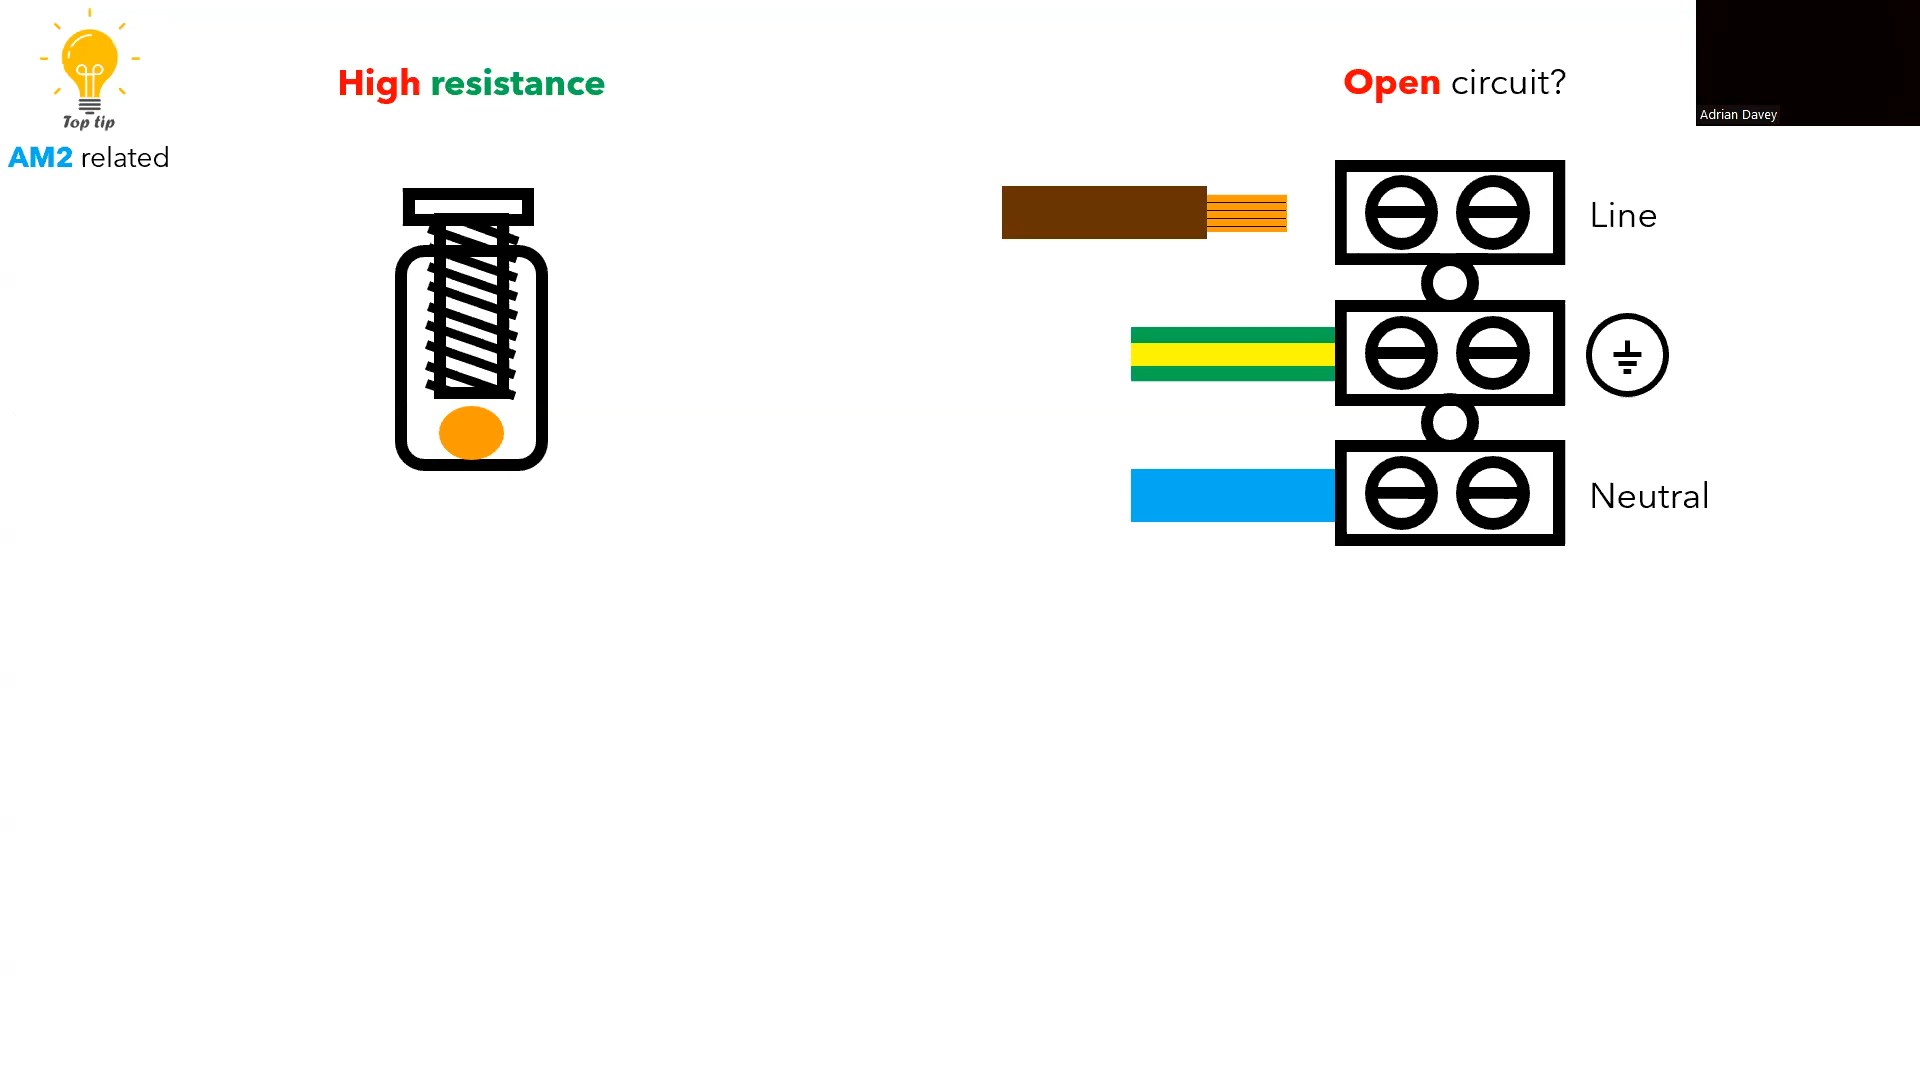 Top tip
AM2 related
High resistance
Open circuit?
Adrian Davey
Line
Neutral